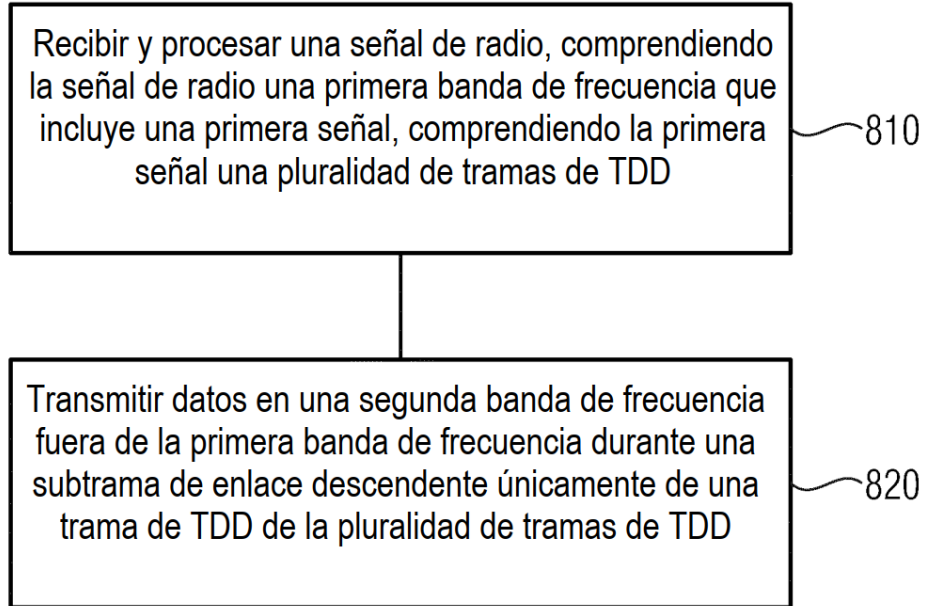 Recibir y procesar una señal de radio, comprendiendo
la señal de radio una primera banda de frecuencia que
incluye una primera señal, comprendiendo la primera
señal una pluralidad de tramas de TDD
810
Transmitir datos en una segunda banda de frecuencia
fuera de la primera banda de frecuencia durante una
subtrama de enlace descendente únicamente de una
trama de TDD de la pluralidad de tramas de TDD
820